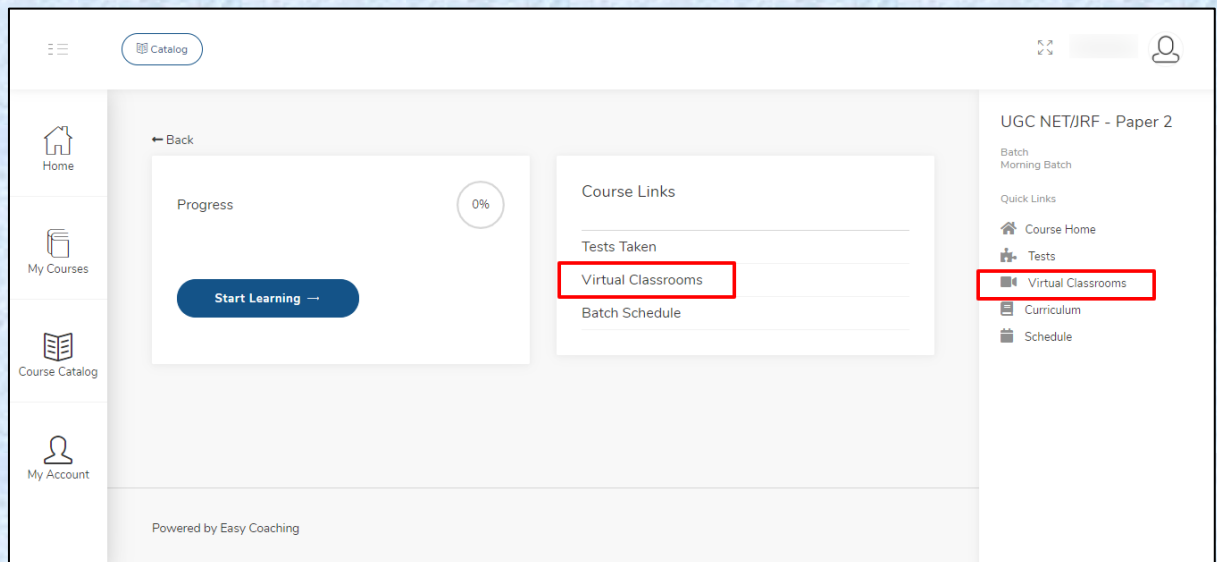 Catalog
Home
My Courses
Course Catalog
My Account
← Back
Progress
0%
Start Learning →
Course Links
Tests Taken
Virtual Classrooms
Batch Schedule
Powered by Easy Coaching
UGC NET/JRF - Paper 2
Batch
Morning Batch
Quick Links
Course Home
Tests
Virtual Classrooms
Curriculum
Schedule